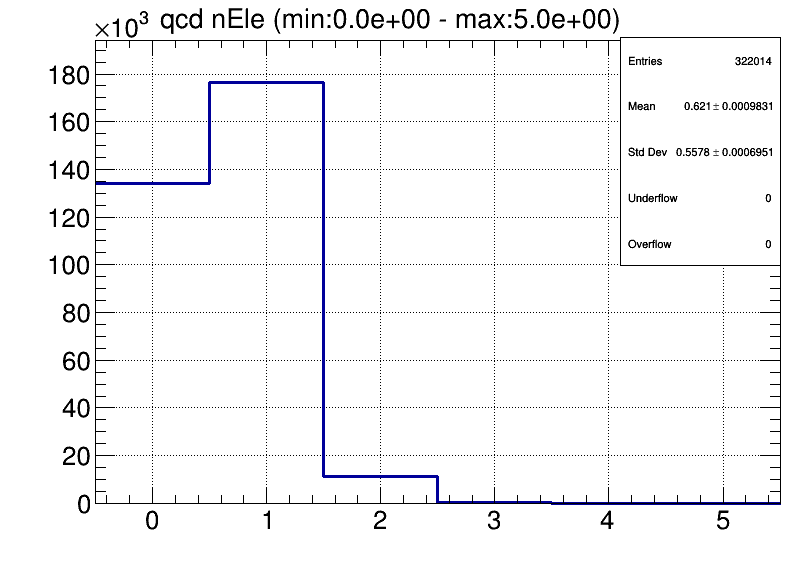 ×10³ qcd nEle (min:0.0e+00 - max:5.0e+00)
Entries 322014
Mean 0.621 ± 0.0009831
Std Dev 0.5578 ± 0.0006951
Underflow 0
Overflow 0
180
160
140
120
100
80
60
40
20
0
0 1 2 3 4 5